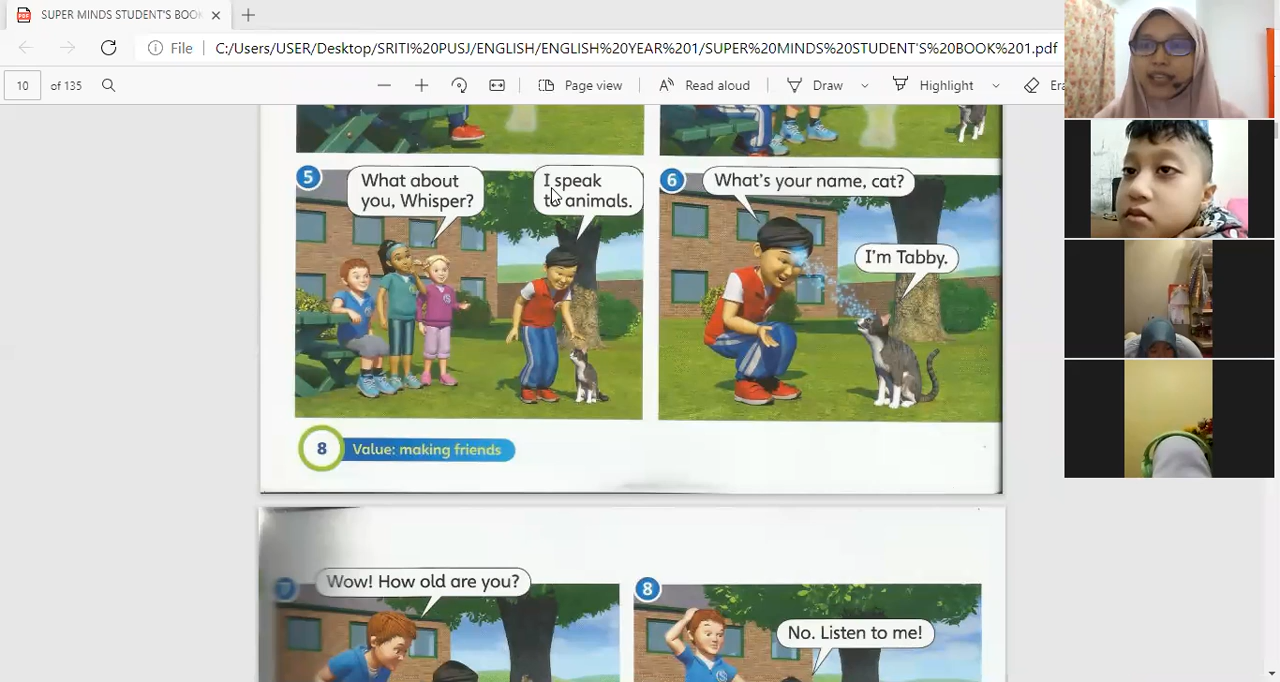 SUPER MINDS STUDENT'S BOOK
File
C:/Users/USER/Desktop/SRITI%20PUSJ/ENGLISH/ENGLISH%20YEAR%201/SUPER%20MINDS%20STUDENT'S%20BOOK%201.pdf
10
of 135
Page view
Read aloud
Draw
Highlight
5
What about
you, Whisper?
I speak
to animals.
6
What's your name, cat?
I'm Tabby.
8
Value: making friends
7
Wow! How old are you?
8
No. Listen to me!